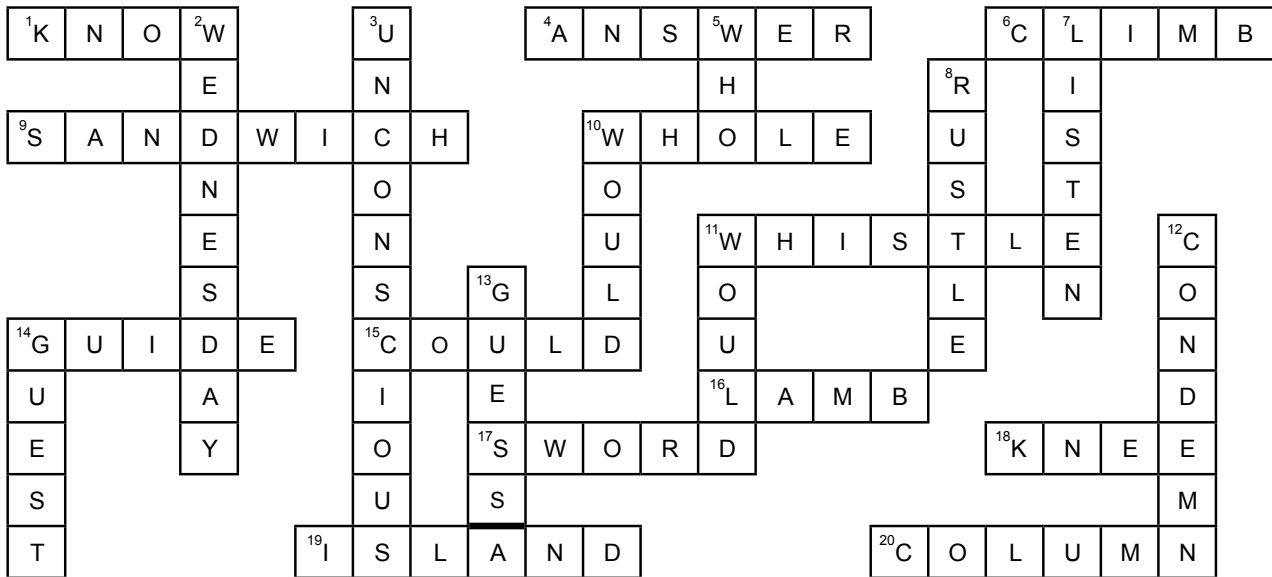 1K N O 2W 3U 4A N S 5W E R 6C 7L I M B
E N H 8R I
9S A N D W I C H 10W H O L E U S
N O O S T
E N U 11W H I S T L E 12C
S S 13G L O L N O
14G U I D E 15C O U L D U E N
U A I E 16L A M B D
E Y O 17S W O R D 18K N E E
S U S M
T 19I S L A N D 20C O L U M N